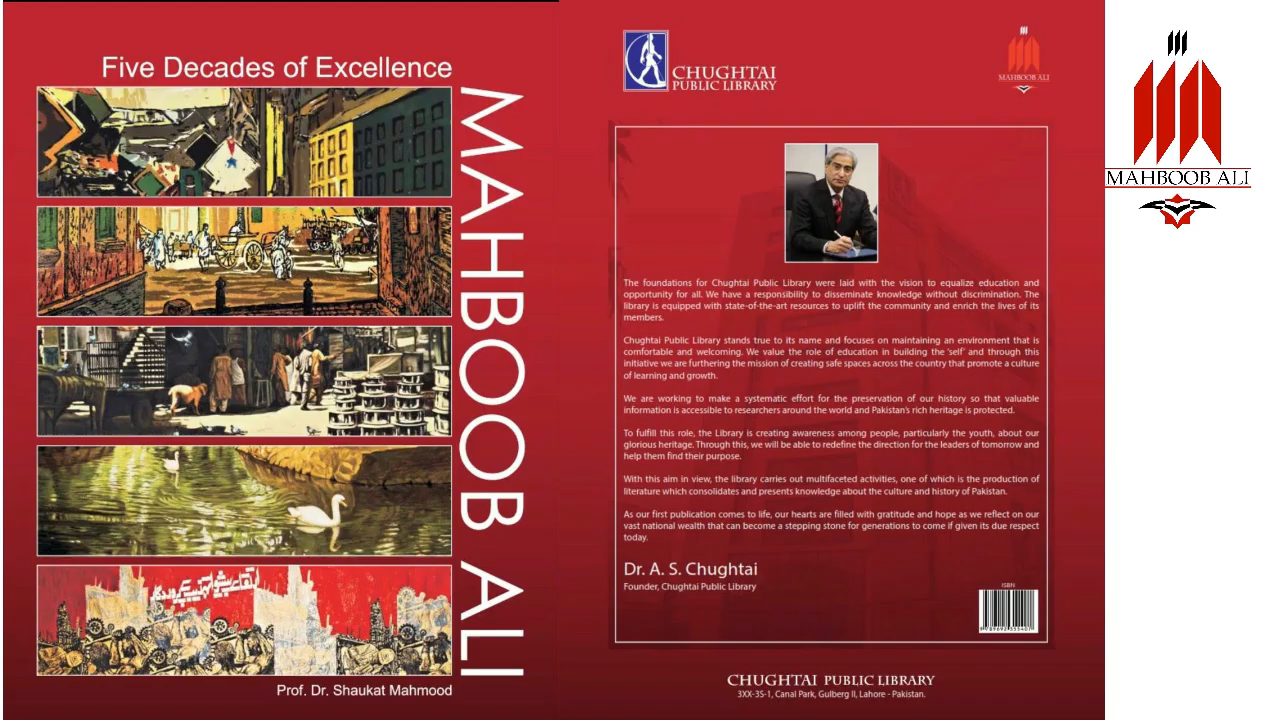 Five Decades of Excellence
MAHBOOB ALI
Prof. Dr. Shaukat Mahmood
CHUGHTAI
PUBLIC LIBRARY
MAHBOOB ALI
The foundations for Chughtai Public Library were laid with the vision to equalize education and
opportunity for all. We have a responsibility to disseminate knowledge without discrimination. The
library is equipped with state-of-the-art resources to uplift the community and enrich the lives of its
members.
Chughtai Public Library stands true to its name and focuses on maintaining an environment that is
comfortable and welcoming. We value the role of education in building the 'self' and through this
initiative we are furthering the mission of creating safe spaces across the country that promote a culture
of learning and growth.
We are working to make a systematic effort for the preservation of our history so that valuable
information is accessible to researchers around the world and Pakistan's rich heritage is protected.
To fulfill this role, the Library is creating awareness among people, particularly the youth, about our
glorious heritage. Through this, we will be able to redefine the direction for the leaders of tomorrow and
help them find their purpose.
With this aim in view, the library carries out multifaceted activities, one of which is the production of
literature which consolidates and presents knowledge about the culture and history of Pakistan.
As our first publication comes to life, our hearts are filled with gratitude and hope as we reflect on our
vast national wealth that can become a stepping stone for generations to come if given its due respect
today.
Dr. A. S. Chughtai
Founder, Chughtai Public Library
ISBN
CHUGHTAI PUBLIC LIBRARY
3XX-3S-1, Canal Park, Gulberg II, Lahore - Pakistan.
MAHBOOB ALI